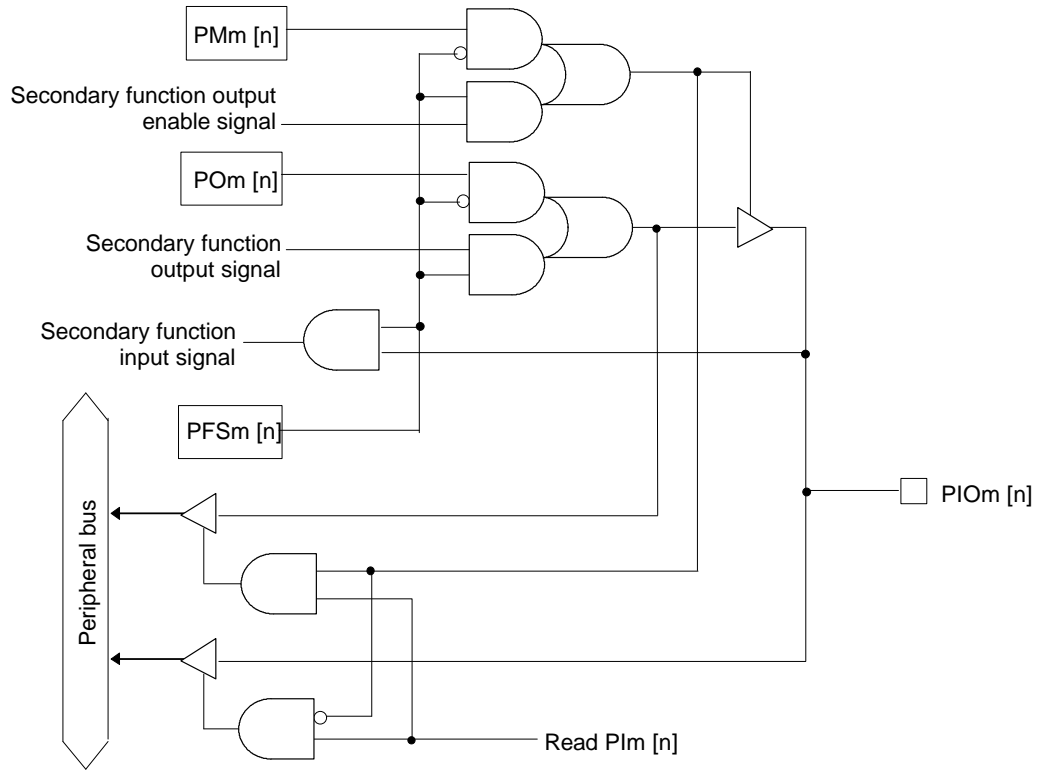 PMm [n]
Secondary function output
enable signal
POm [n]
Secondary function
output signal
Secondary function
input signal
PFSm [n]
PIOm [n]
Peripheral bus
Read PIm [n]